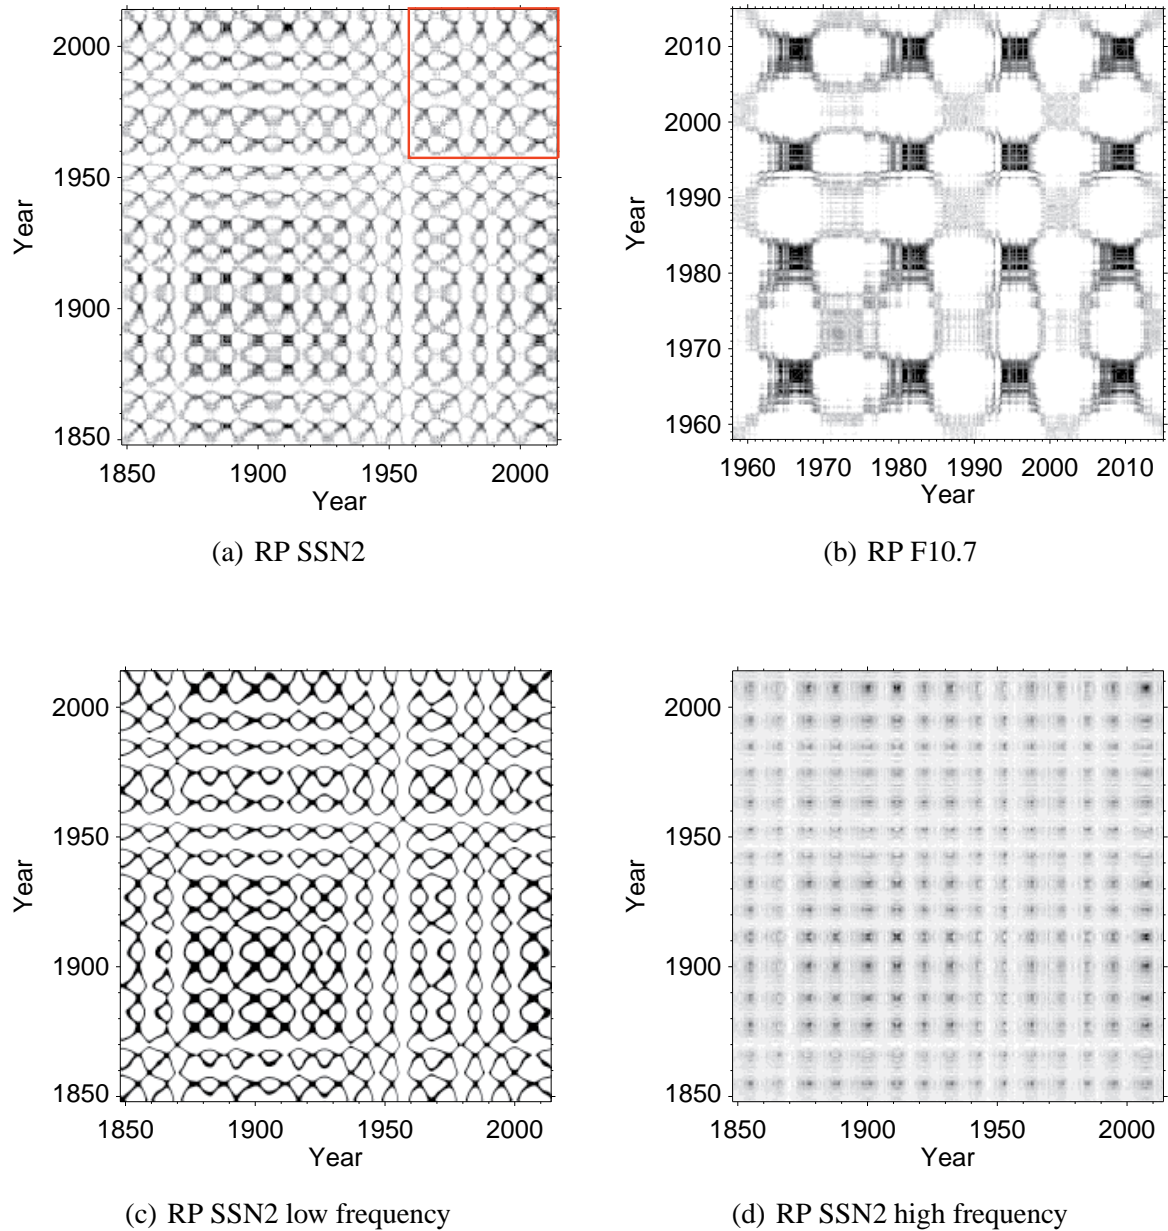 2000
1950
1900
1850
Year
1850 1900 1950 2000
Year
(a) RP SSN2
2010
2000
1990
1980
1970
1960
Year
1960 1970 1980 1990 2000 2010
Year
(b) RP F10.7
2000
1950
1900
1850
Year
1850 1900 1950 2000
Year
(c) RP SSN2 low frequency
2000
1950
1900
1850
Year
1850 1900 1950 2000
Year
(d) RP SSN2 high frequency